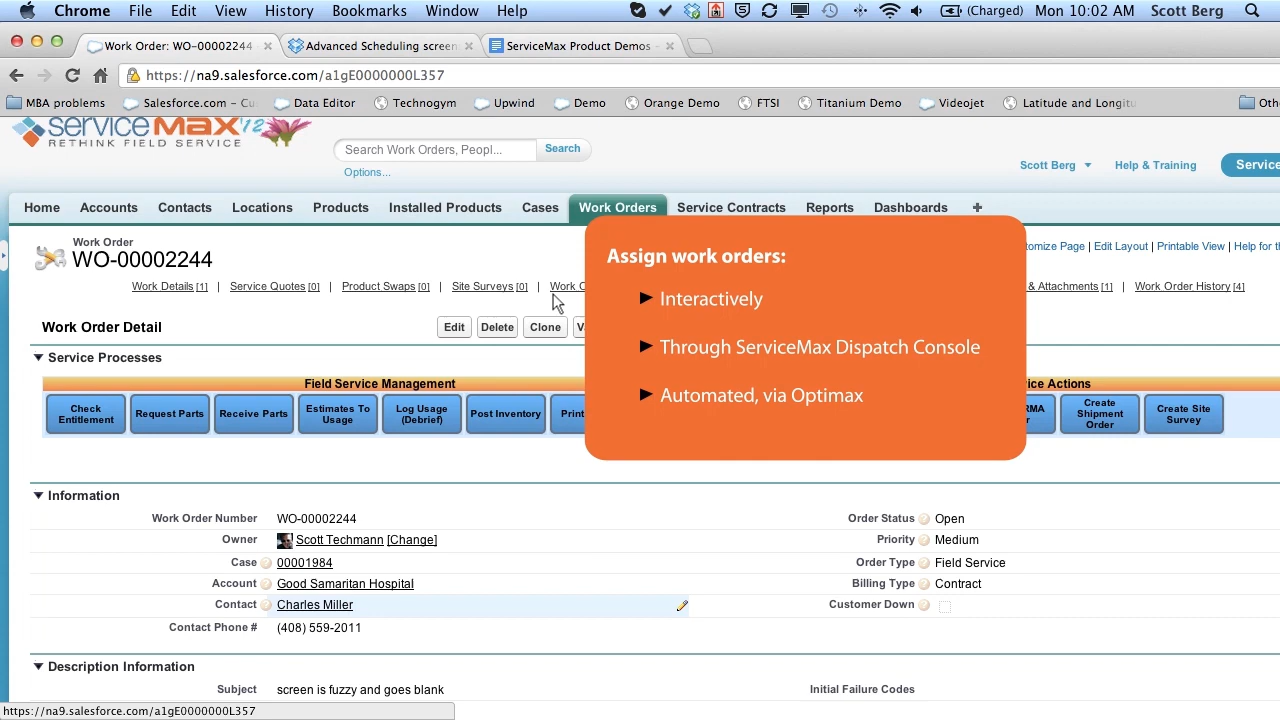 Chrome File Edit View History Bookmarks Window Help (Charged) Mon 10:02 AM Scott Berg
Work Order: WO-00002244 Advanced Scheduling screen ServiceMax Product Demos
https://na9.salesforce.com/a1gE0000000L357
MBA problems Salesforce.com - Cu Data Editor Technogym Upwind Demo Orange Demo FTSI Titanium Demo Videojet Latitude and Longitu Oth
serviceMAX'12
RETHINK FIELD SERVICE
Search Work Orders, Peopl... Search
Options...
Scott Berg Help & Training Service
Home Accounts Contacts Locations Products Installed Products Cases Work Orders Service Contracts Reports Dashboards +
Work Order
WO-00002244
tomize Page | Edit Layout | Printable View | Help for th
Work Details [1] | Service Quotes [0] | Product Swaps [0] | Site Surveys [0] | Work O & Attachments [1] | Work Order History [4]
Assign work orders:
Interactively
Through ServiceMax Dispatch Console
Automated, via Optimax
Work Order Detail Edit Delete Clone
Service Processes
Field Service Management
Check Entitlement
Request Parts
Receive Parts
Estimates To Usage
Log Usage (Debrief)
Post Inventory
Print
ice Actions
RMA
r
Create Shipment Order
Create Site Survey
Information
Work Order Number WO-00002244
Order Status Open
Owner Scott Techmann [Change]
Priority Medium
Case 00001984
Order Type Field Service
Account Good Samaritan Hospital
Billing Type Contract
Contact Charles Miller
Customer Down
Contact Phone # (408) 559-2011
Description Information
Subject screen is fuzzy and goes blank
Initial Failure Codes
https://na9.salesforce.com/a1gE0000000L357